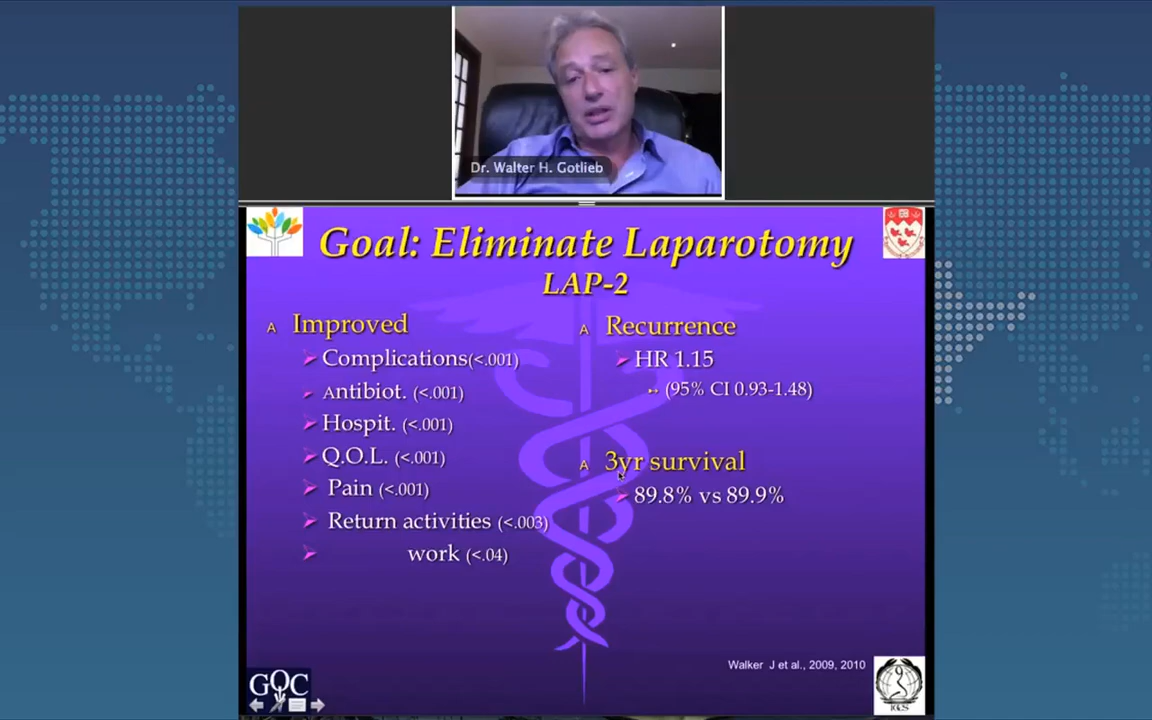 Dr. Walter H. Gotlieb
Goal: Eliminate Laparotomy
LAP-2
A Improved
Complications(<.001)
Antibiot. (<.001)
Hospit. (<.001)
Q.O.L. (<.001)
Pain (<.001)
Return activities (<.003)
work (<.04)
A Recurrence
HR 1.15
↔ (95% CI 0.93-1.48)
A 3yr survival
89.8% vs 89.9%
Walker J et al., 2009, 2010
GOC